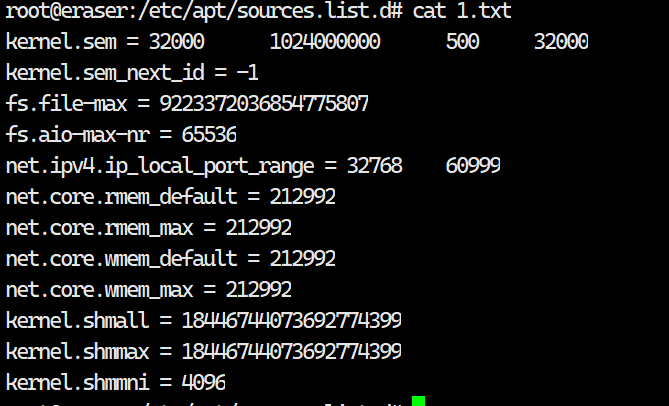 root@eraser:/etc/apt/sources.list.d# cat 1.txt
kernel.sem = 32000 1024000000 500 32000
kernel.sem_next_id = -1
fs.file-max = 9223372036854775807
fs.aio-max-nr = 65536
net.ipv4.ip_local_port_range = 32768 60999
net.core.rmem_default = 212992
net.core.rmem_max = 212992
net.core.wmem_default = 212992
net.core.wmem_max = 212992
kernel.shmall = 18446744073692774399
kernel.shmmax = 18446744073692774399
kernel.shmmni = 4096